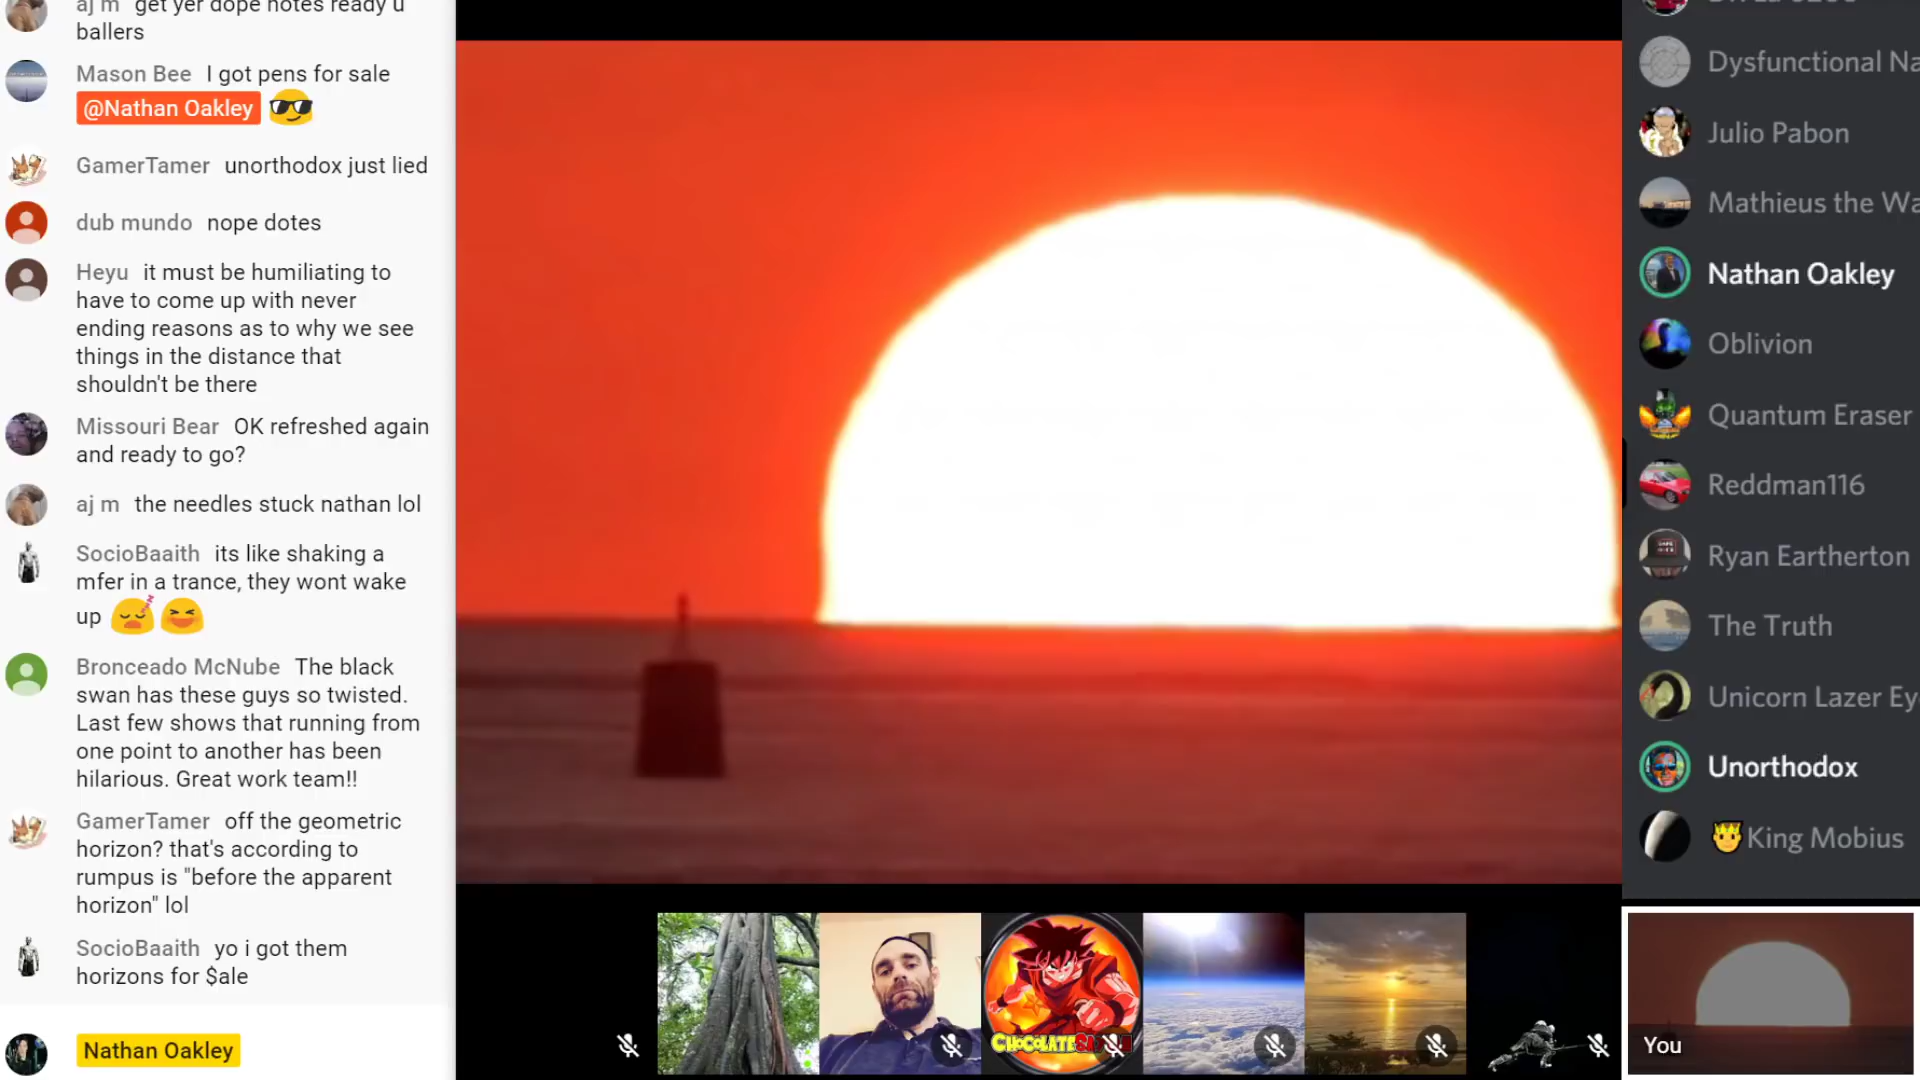 aj m get yer dope notes ready u
ballers
Mason Bee I got pens for sale
@Nathan Oakley
GamerTamer unorthodox just lied
dub mundo nope dotes
Heyu it must be humiliating to
have to come up with never
ending reasons as to why we see
things in the distance that
shouldn't be there
Missouri Bear OK refreshed again
and ready to go?
aj m the needles stuck nathan lol
SocioBaaith its like shaking a
mfer in a trance, they wont wake
up
Bronceado McNube The black
swan has these guys so twisted.
Last few shows that running from
one point to another has been
hilarious. Great work team!!
GamerTamer off the geometric
horizon? that's according to
rumpus is "before the apparent
horizon" lol
SocioBaaith yo i got them
horizons for $ale
Nathan Oakley
Dysfunctional Na
Julio Pabon
Mathieus the Wa
Nathan Oakley
Oblivion
Quantum Eraser
Reddman116
Ryan Eartherton
The Truth
Unicorn Lazer Ey
Unorthodox
King Mobius
You